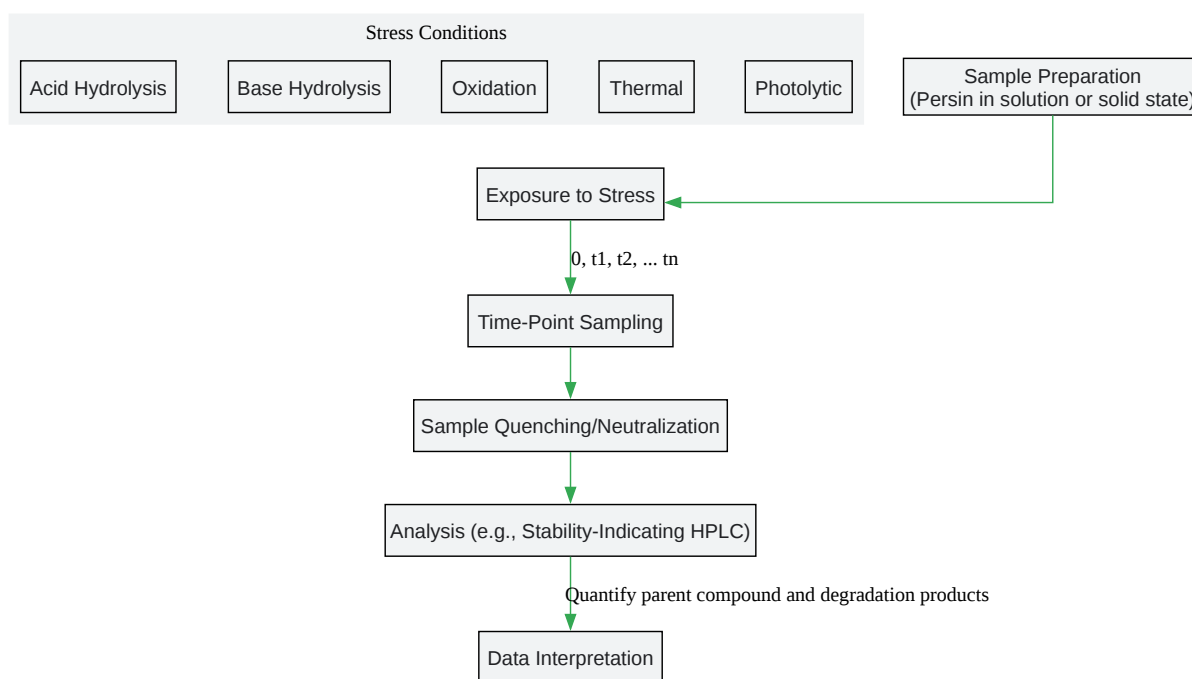 Stress Conditions
Acid Hydrolysis
Base Hydrolysis
Oxidation
Thermal
Photolytic
Sample Preparation
(Persin in solution or solid state)
Exposure to Stress
0, t1, t2, ... tn
Time-Point Sampling
Sample Quenching/Neutralization
Analysis (e.g., Stability-Indicating HPLC)
Quantify parent compound and degradation products
Data Interpretation